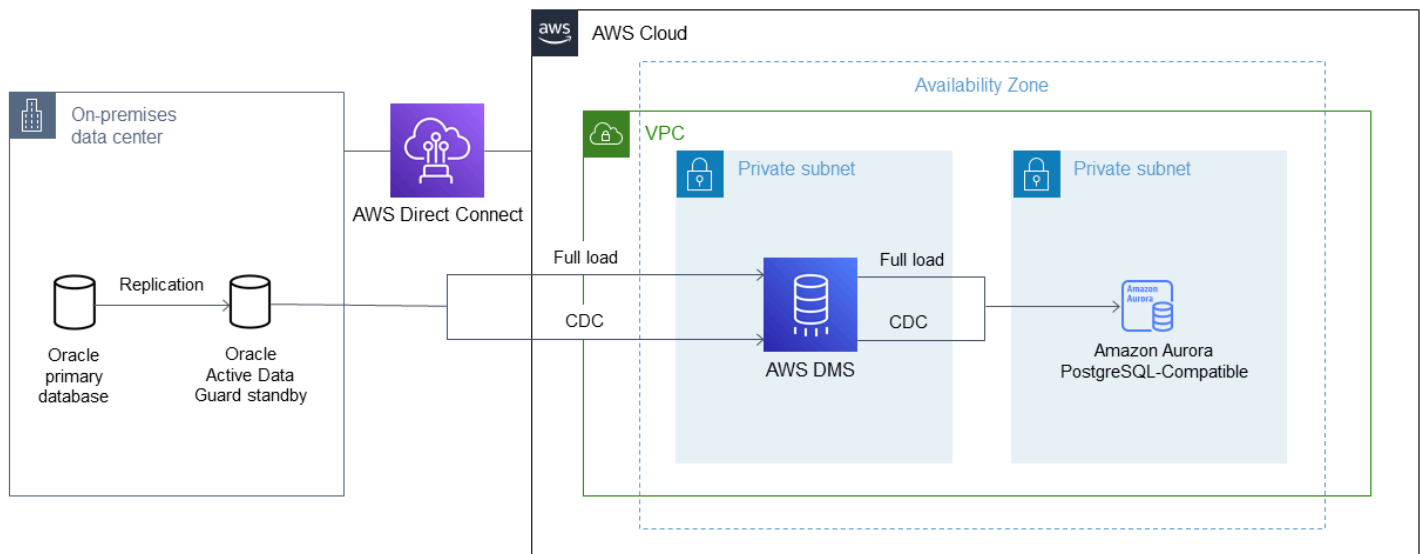 aws
AWS Cloud
Availability Zone
On-premises
data center
VPC
Private subnet
Private subnet
AWS Direct Connect
Full load
Full load
Replication
Amazon
Aurora
CDC
CDC
Oracle
primary
database
Oracle
Active Data
Guard standby
AWS DMS
Amazon Aurora
PostgreSQL-Compatible